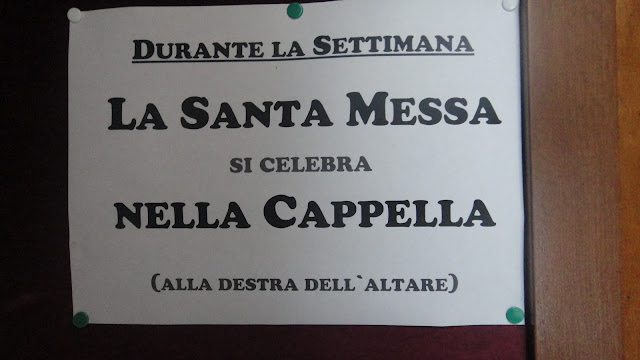 DURANTE LA SETTIMANA
LA SANTA MESSA
SI CELEBRA
NELLA CAPPELLA
(ALLA DESTRA DELL`ALTARE)